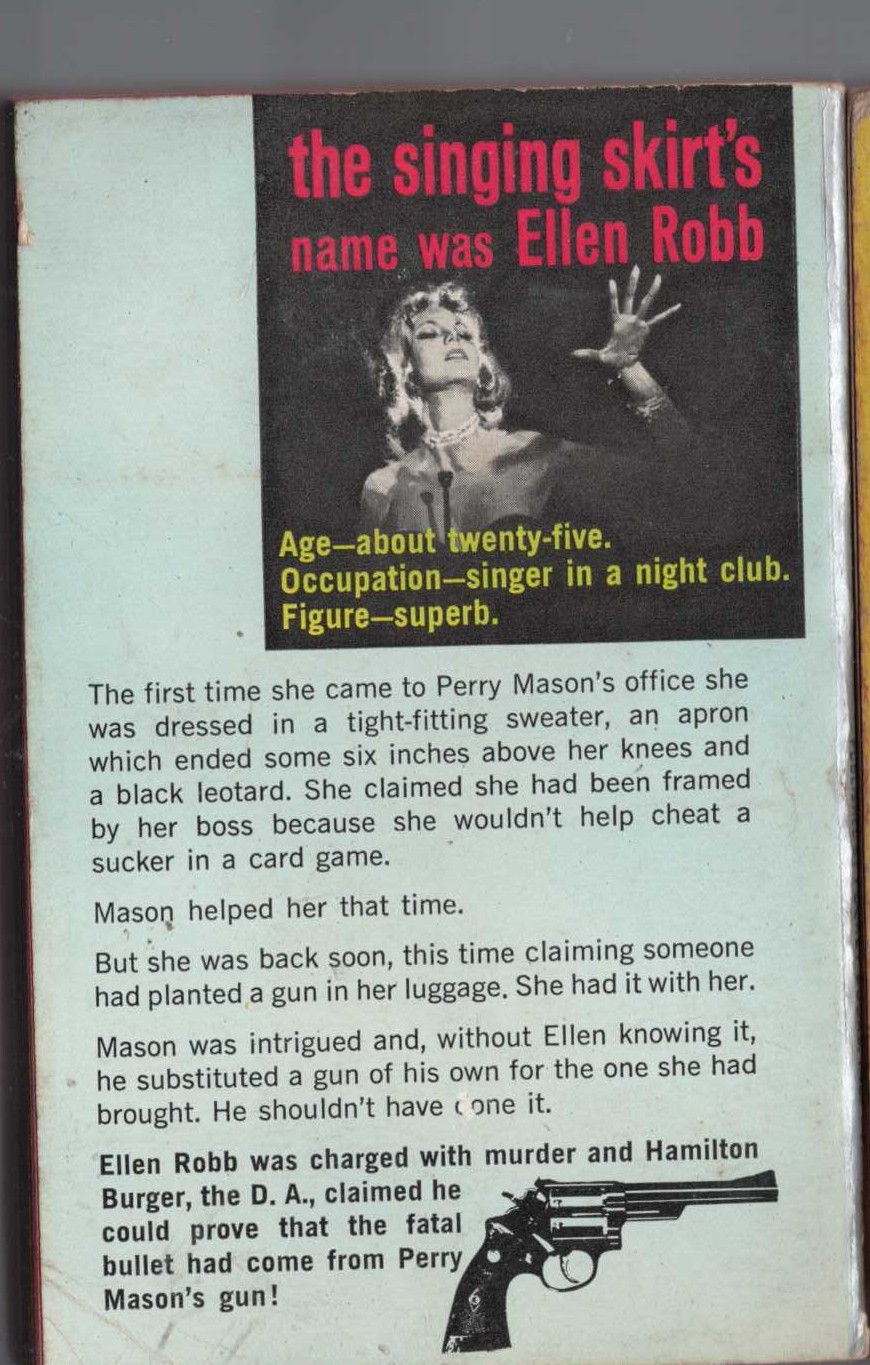 the singing skirt's
name was Ellen Robb
Age—about twenty-five.
Occupation—singer in a night club.
Figure—superb.
The first time she came to Perry Mason's office she
was dressed in a tight-fitting sweater, an apron
which ended some six inches above her knees and
a black leotard. She claimed she had been framed
by her boss because she wouldn't help cheat a
sucker in a card game.
Mason helped her that time.
But she was back soon, this time claiming someone
had planted a gun in her luggage. She had it with her.
Mason was intrigued and, without Ellen knowing it,
he substituted a gun of his own for the one she had
brought. He shouldn't have done it.
Ellen Robb was charged with murder and Hamilton
Burger, the D. A., claimed he
could prove that the fatal
bullet had come from Perry
Mason's gun!